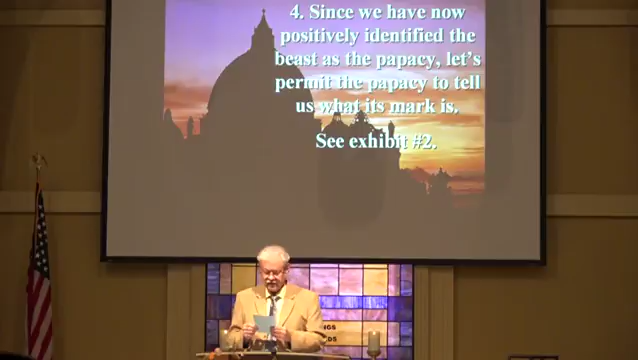 4. Since we have now
positively identified the
beast as the papacy, let's
permit the papacy to tell
us what its mark is.
See exhibit #2.